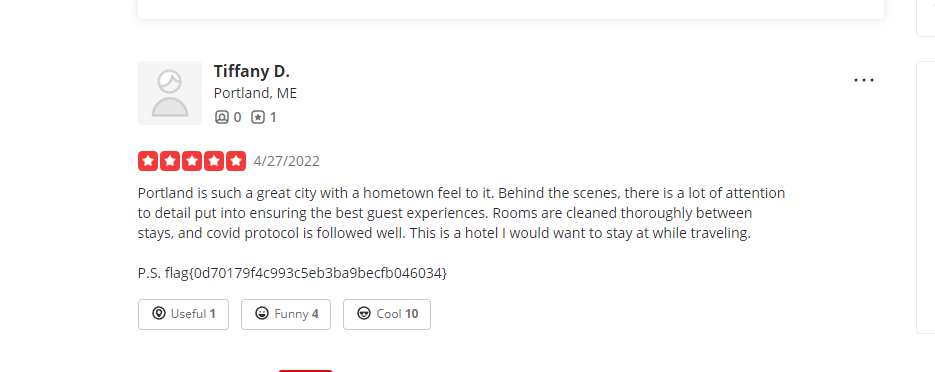 Tiffany D.
Portland, ME
0 1
4/27/2022
Portland is such a great city with a hometown feel to it. Behind the scenes, there is a lot of attention
to detail put into ensuring the best guest experiences. Rooms are cleaned thoroughly between
stays, and covid protocol is followed well. This is a hotel I would want to stay at while traveling.
P.S. flag{0d70179f4c993c5eb3ba9becfb046034}
Useful 1 Funny 4 Cool 10